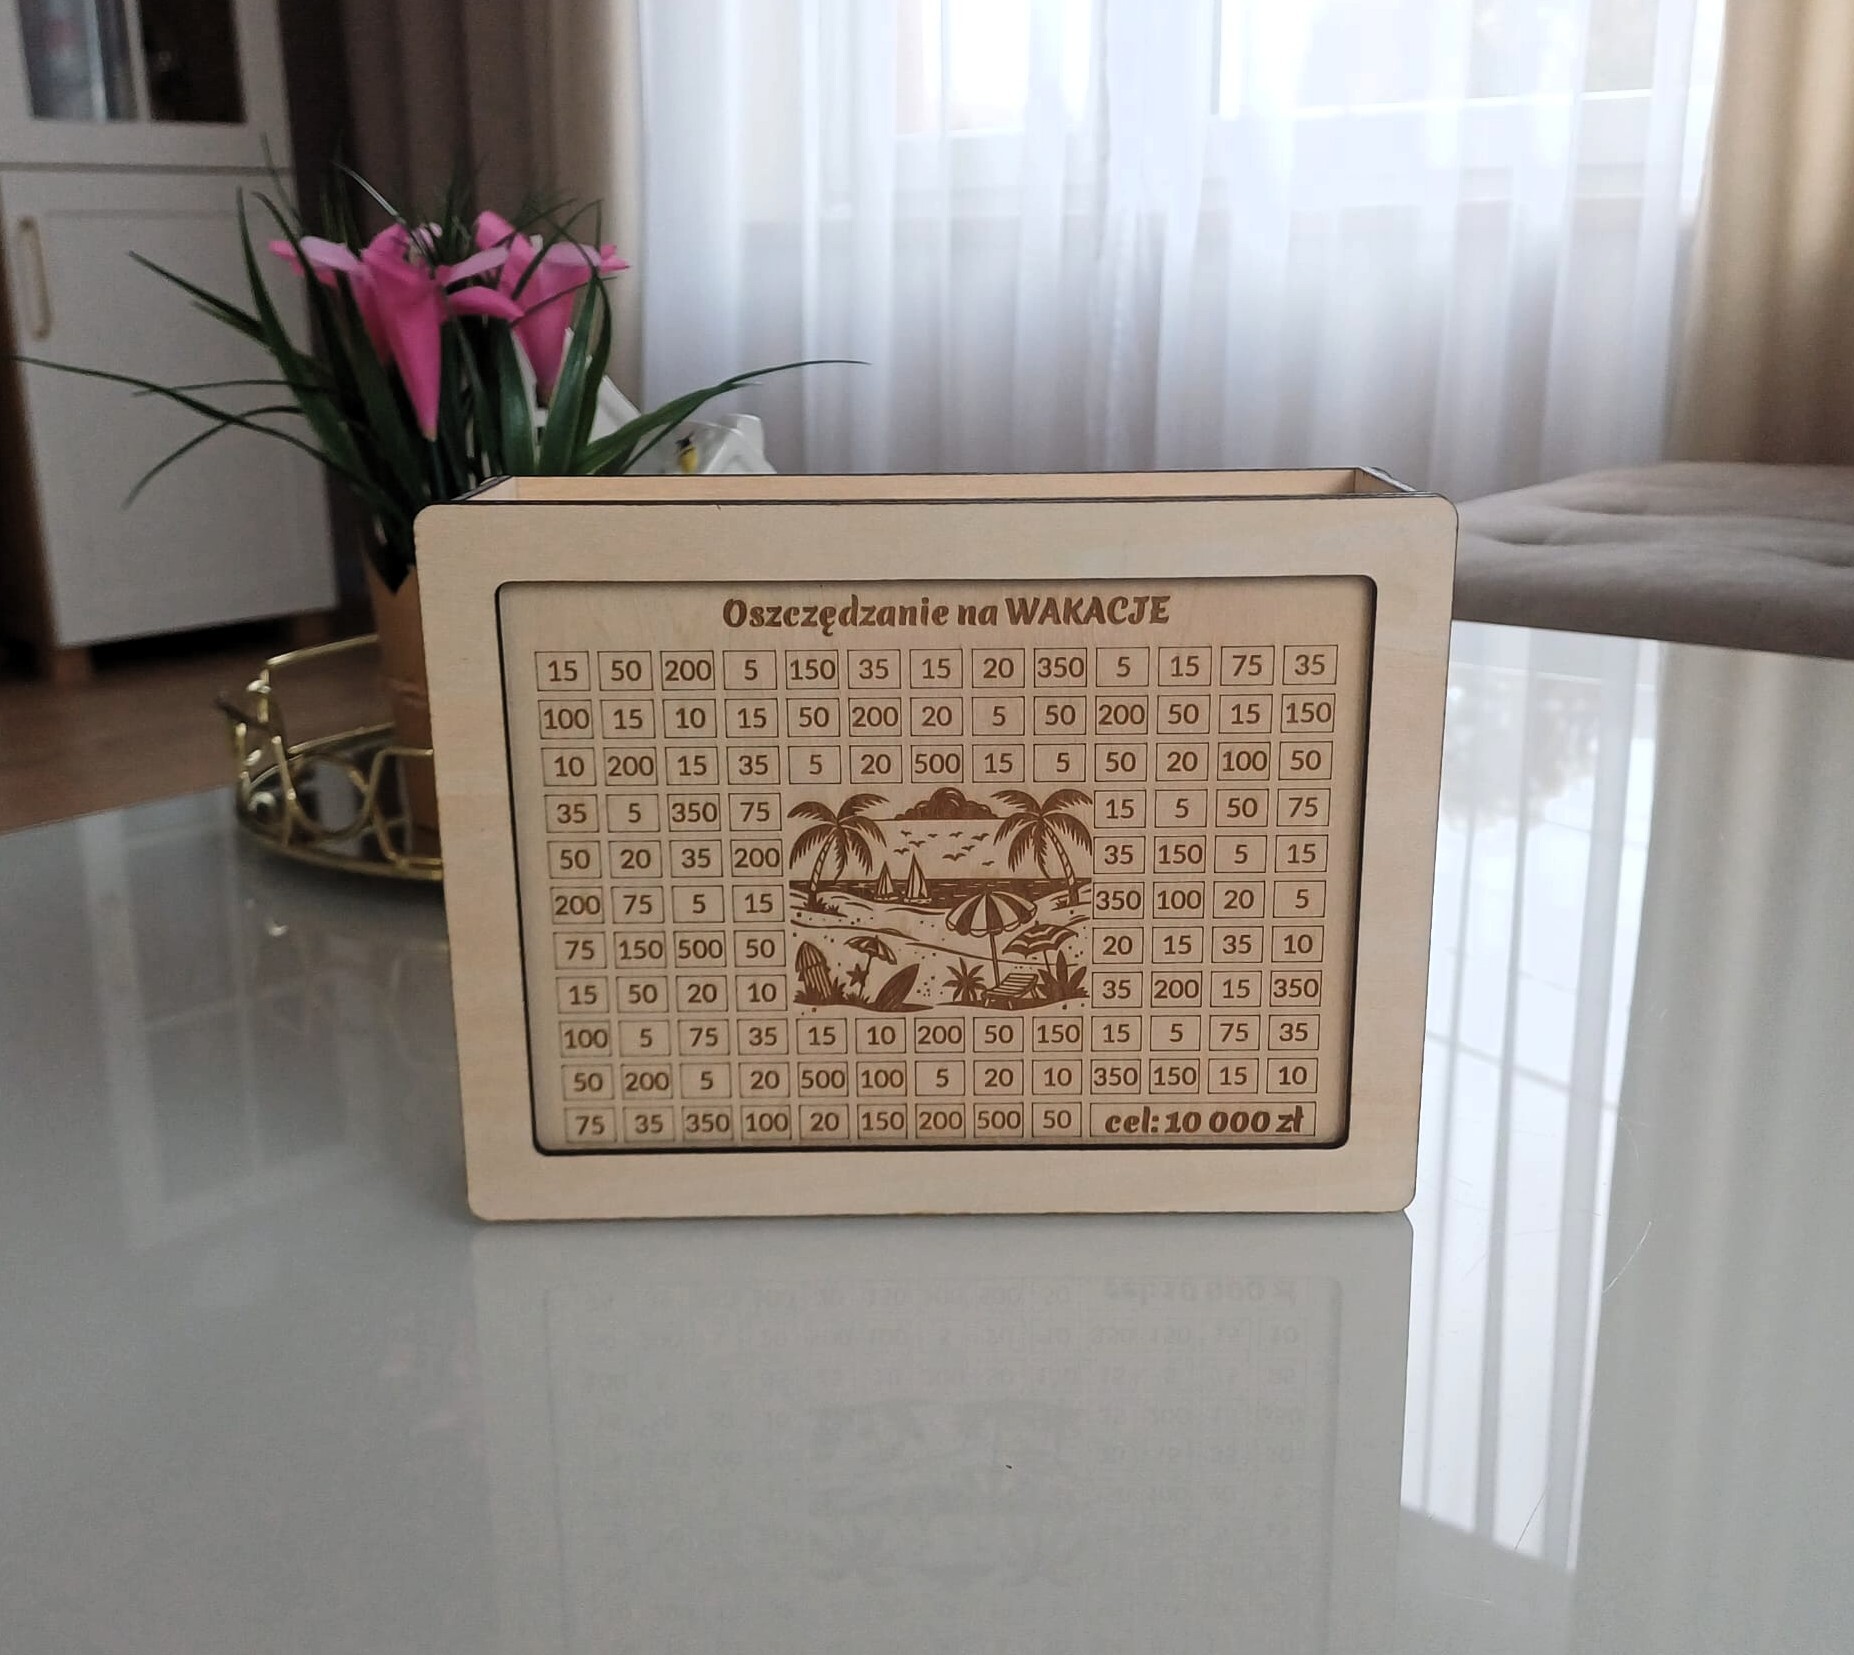 Oszczędzanie na WAKACJE
15 50 200 5 150 35 15 20 350 5 15 75 35
100 15 10 15 50 200 20 5 50 200 50 15 150
10 200 15 35 5 20 500 15 5 50 20 100 50
35 5 350 75 15 5 50 75
50 20 35 200 35 150 5 15
200 75 5 15 350 100 20 5
75 150 500 50 20 15 35 10
15 50 20 10 35 200 15 350
100 5 75 35 15 10 200 50 150 15 5 75 35
50 200 5 20 500 100 5 20 10 350 150 15 10
75 35 350 100 20 150 200 500 50 cel: 10 000 zł